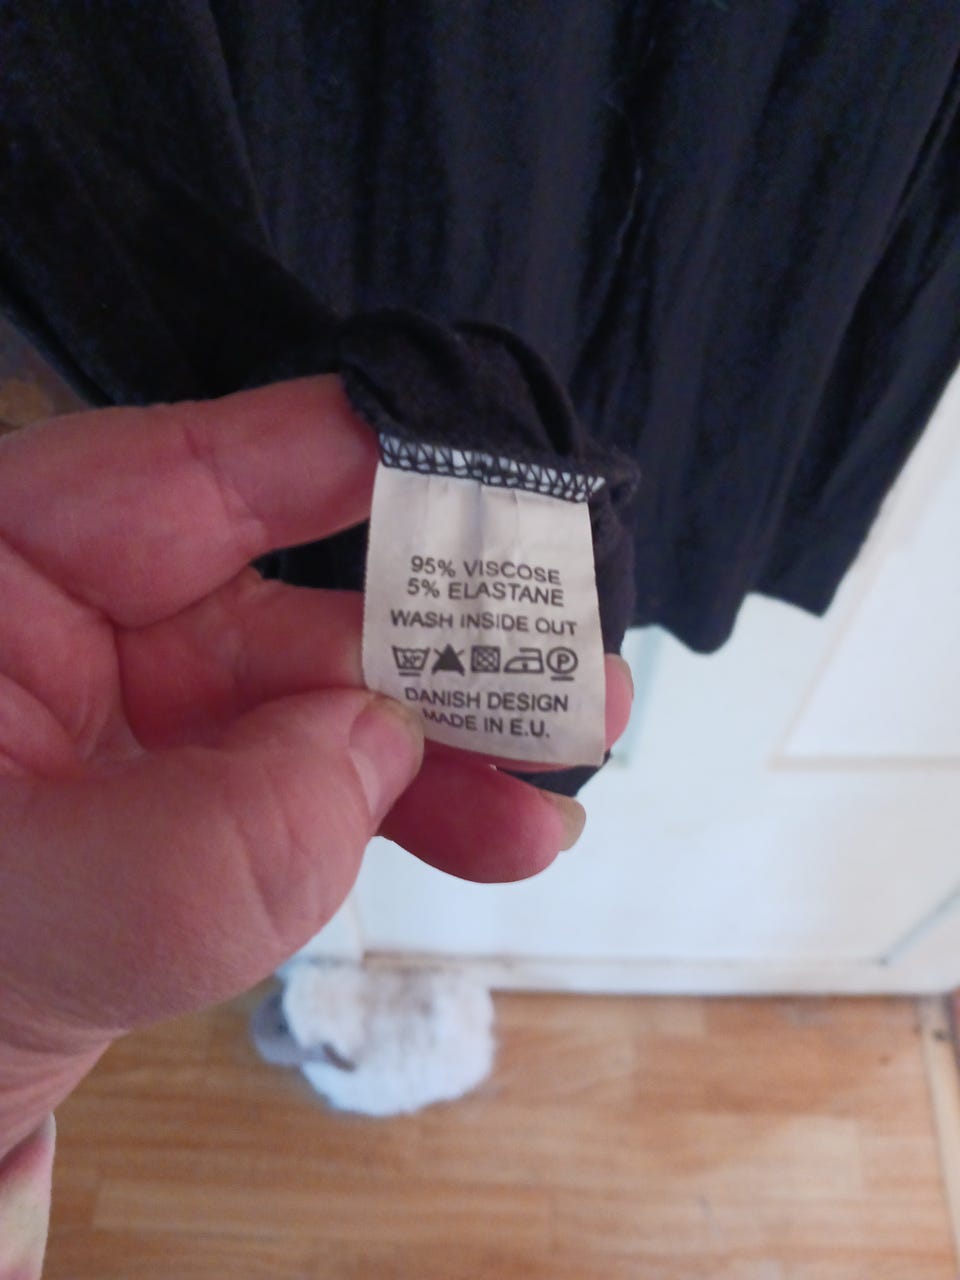 95% VISCOSE
5% ELASTANE
WASH INSIDE OUT
P
DANISH DESIGN
MADE IN E.U.